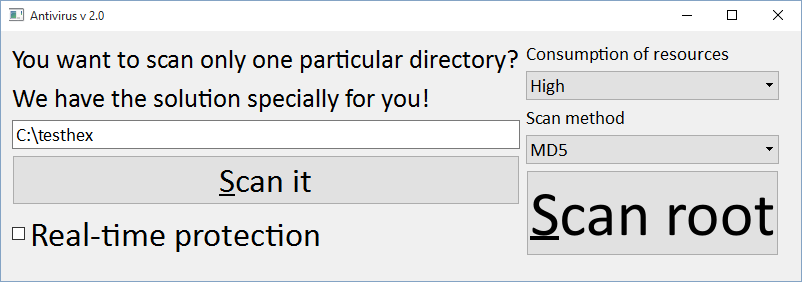 Antivirus v 2.0
You want to scan only one particular directory?
We have the solution specially for you!
C:\testhex
Scan it
Real-time protection
Consumption of resources
High
Scan method
MD5
Scan root